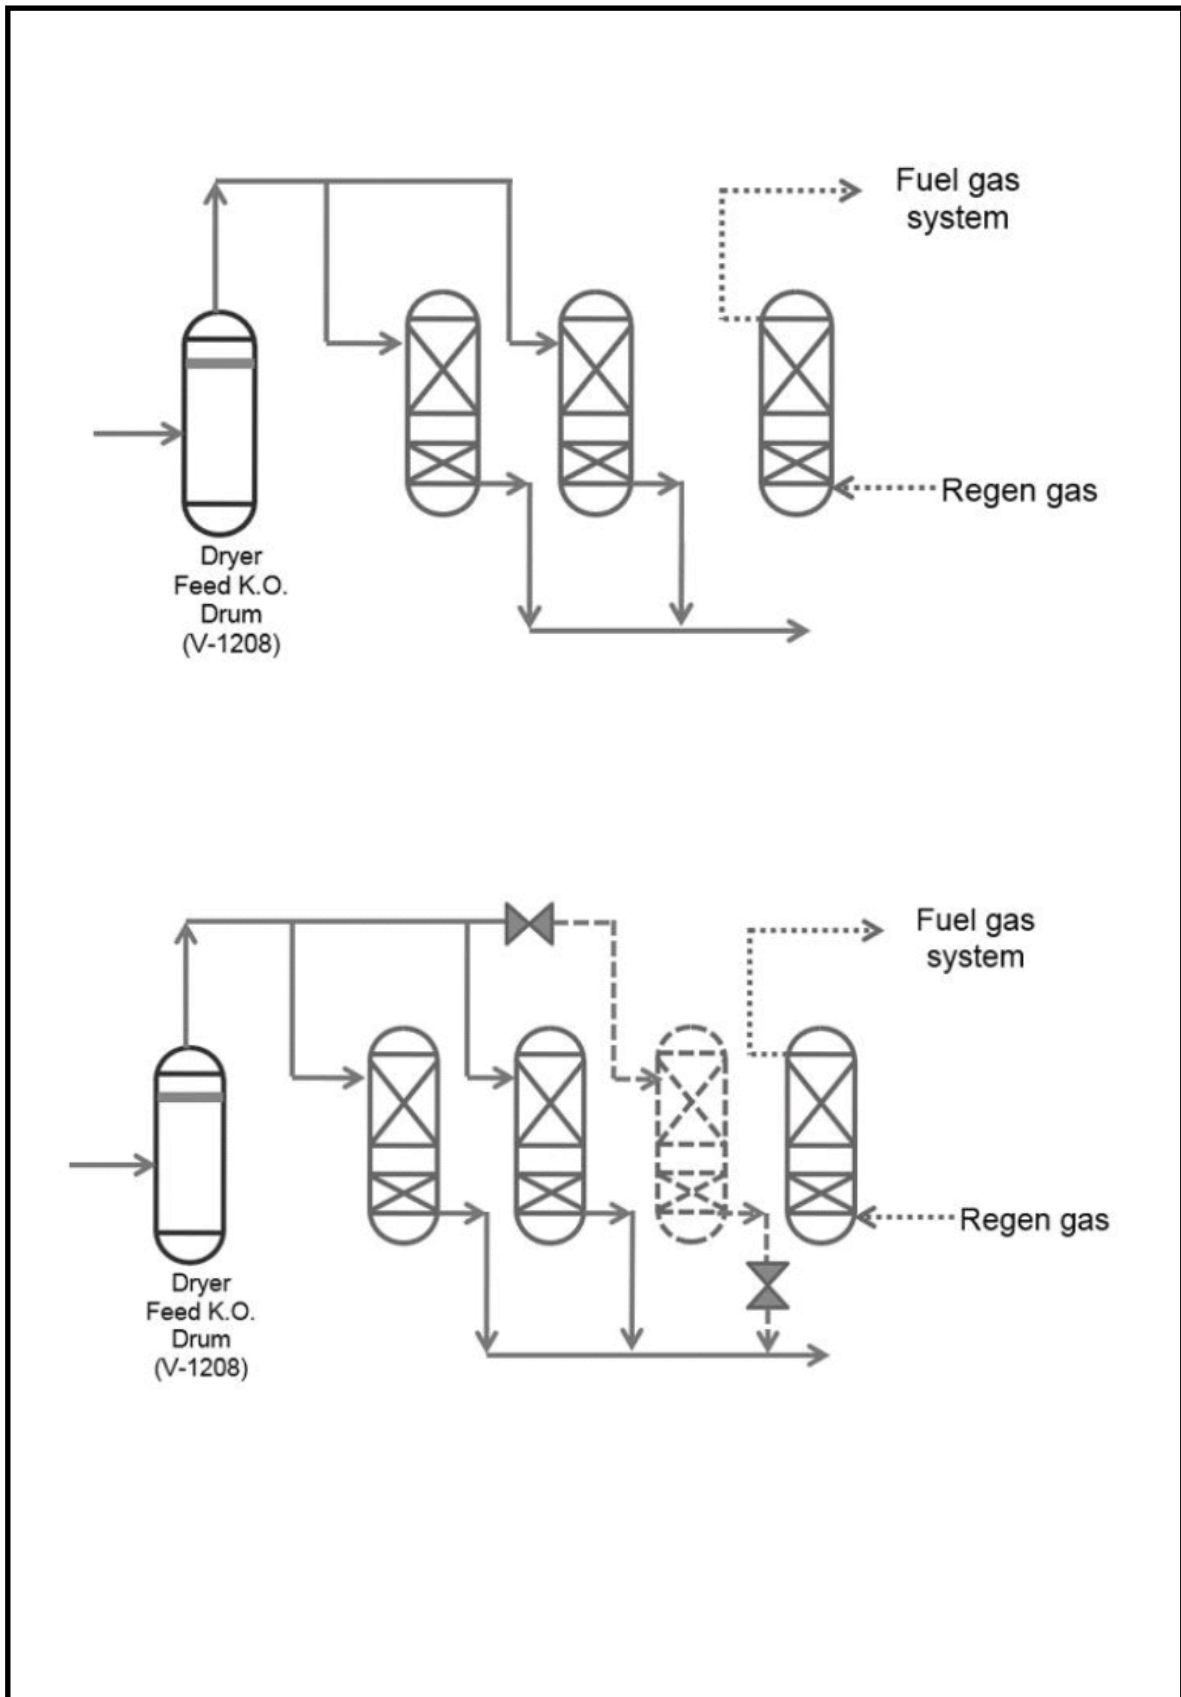 Fuel gas
system
Regen gas
Dryer
Feed K.O.
Drum
(V-1208)
Fuel gas
system
Regen gas
Dryer
Feed K.O.
Drum
(V-1208)